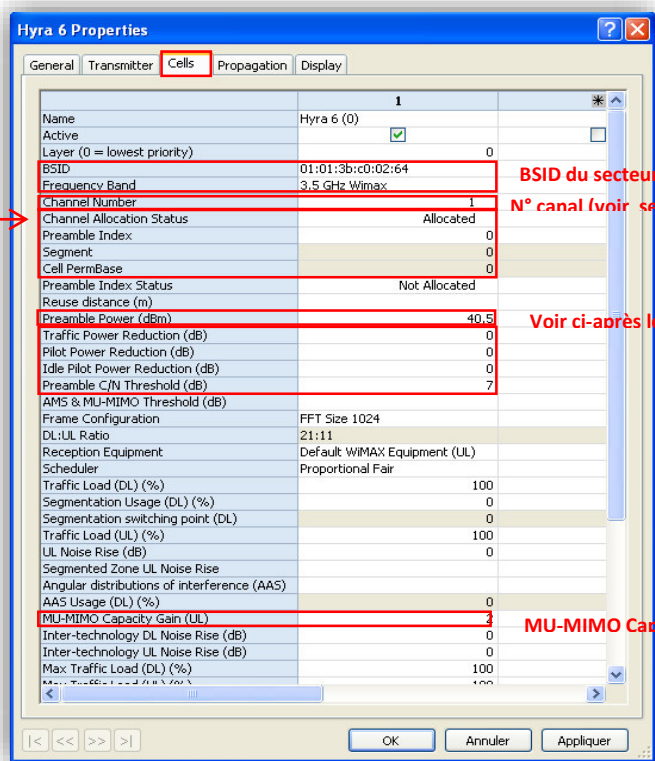 Hyra 6 Properties
General Transmitter Cells Propagation Display
1 *
Name Hyra 6 (0)
Active
Layer (0 = lowest priority) 0
BSID 01:01:3b:c0:02:64 BSID du secteur
Frequency Band 3.5 GHz Wimax
Channel Number 1 N° canal (voir se
Channel Allocation Status Allocated
Preamble Index 0
Segment 0
Cell PermBase 0
Preamble Index Status Not Allocated
Reuse distance (m)
Preamble Power (dBm) 40,5 Voir ci-après le
Traffic Power Reduction (dB) 0
Pilot Power Reduction (dB) 0
Idle Pilot Power Reduction (dB) 0
Preamble C/N Threshold (dB) 7
AMS & MU-MIMO Threshold (dB)
Frame Configuration FFT Size 1024
DL:UL Ratio 21:11
Reception Equipment Default WiMAX Equipment (UL)
Scheduler Proportional Fair
Traffic Load (DL) (%) 100
Segmentation Usage (DL) (%) 0
Segmentation switching point (DL) 0
Traffic Load (UL) (%) 100
UL Noise Rise (dB) 0
Segmented Zone UL Noise Rise
Angular distributions of interference (AAS)
AAS Usage (DL) (%) 0
MU-MIMO Capacity Gain (UL) 2 MU-MIMO Cap
Inter-technology DL Noise Rise (dB) 0
Inter-technology UL Noise Rise (dB) 0
Max Traffic Load (DL) (%) 100
Max Traffic Load (UL) (%) 100
|< << >> >| OK Annuler Appliquer